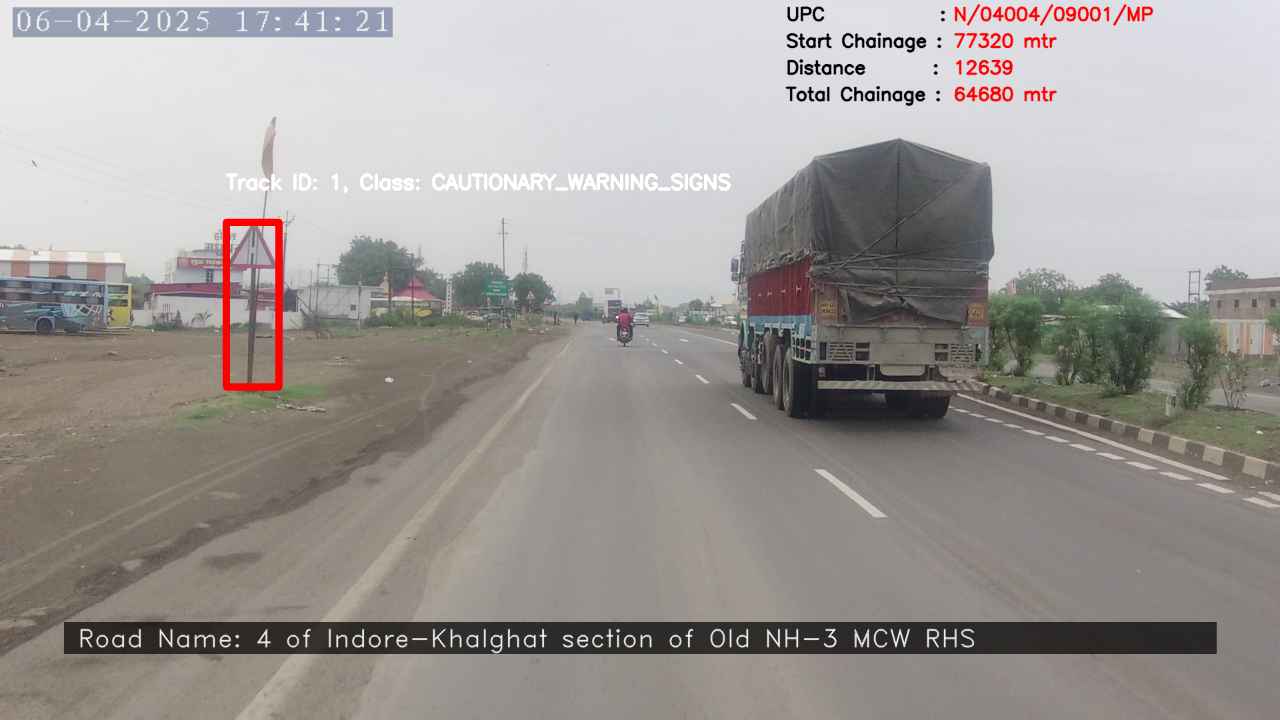 06-04-2025 17:41:21
UPC : N/04004/09001/MP
Start Chainage : 77320 mtr
Distance : 12639
Total Chainage : 64680 mtr
Track ID: 1, Class: CAUTIONARY_WARNING_SIGNS
Road Name: 4 of Indore-Khalghat section of Old NH-3 MCW RHS